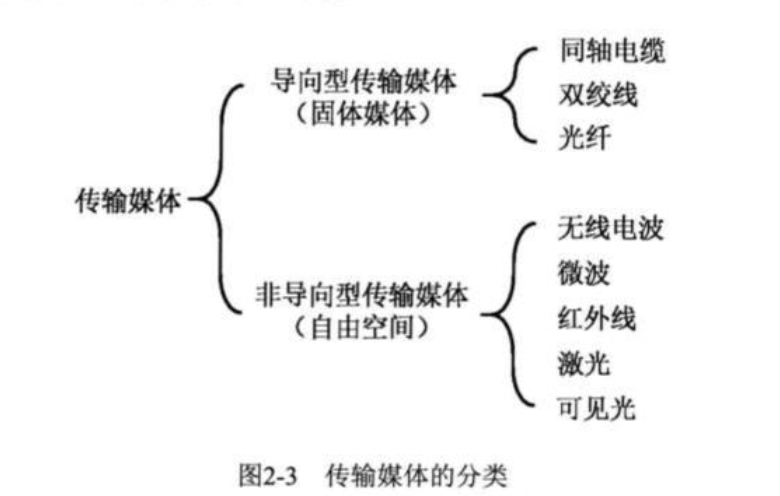 传输媒体
导向型传输媒体
（固体媒体）
同轴电缆
双绞线
光纤
非导向型传输媒体
（自由空间）
无线电波
微波
红外线
激光
可见光
图2-3 传输媒体的分类